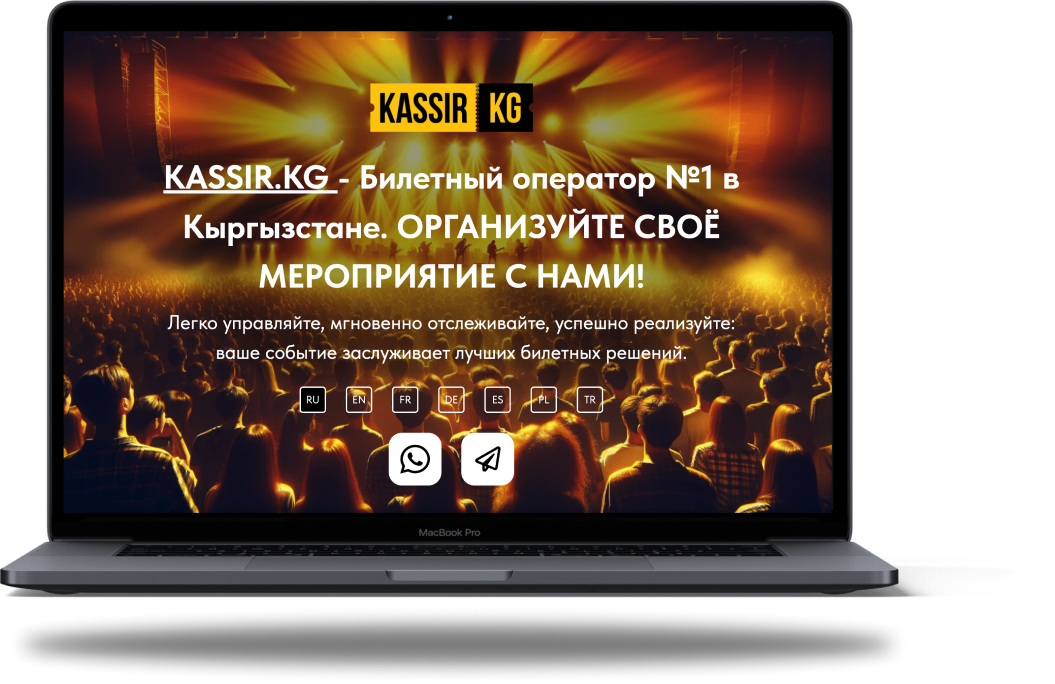 KASSIR KG
KASSIR.KG - Билетный оператор №1 в
Кыргызстане. ОРГАНИЗУЙТЕ СВОЁ
МЕРОПРИЯТИЕ С НАМИ!
Легко управляйте, мгновенно отслеживайте, успешно реализуйте:
ваше событие заслуживает лучших билетных решений.
RU EN FR DE ES PL TR
MacBook Pro